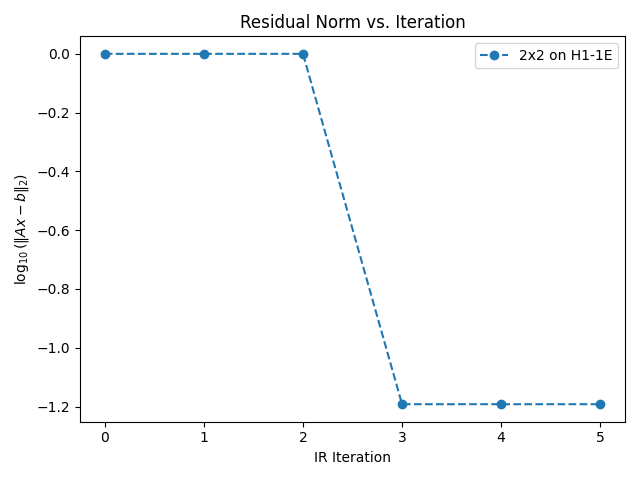 Residual Norm vs. Iteration
2x2 on H1-1E
log₁₀(‖Ax − b‖₂)
0.0
−0.2
−0.4
−0.6
−0.8
−1.0
−1.2
0 1 2 3 4 5
IR Iteration